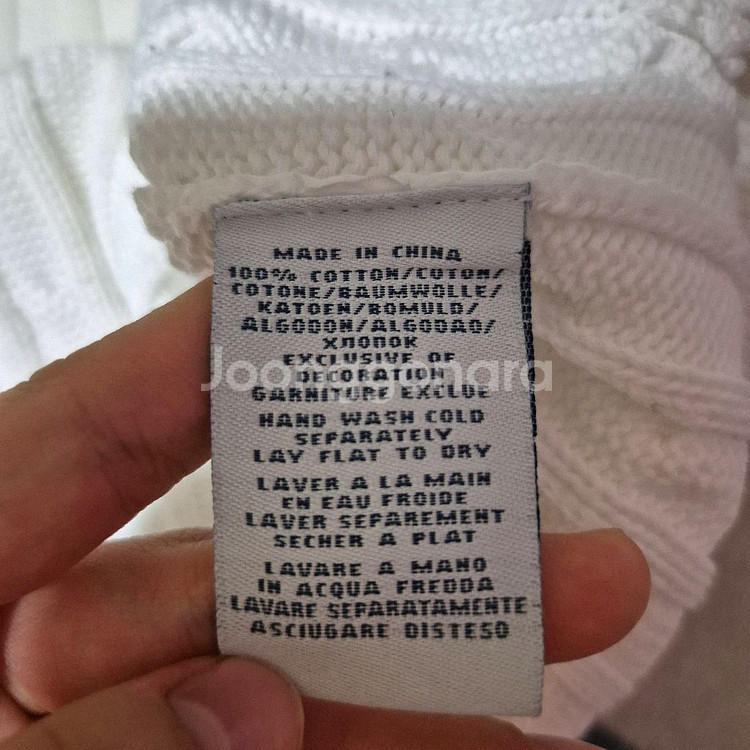 MADE IN CHINA
100% COTTON/COTON/
COTONE/BAUMWOLLE/
KATOEN/BOMULD/
ALGODON/ALGODAO/
ХЛОПОК
EXCLUSIVE OF
DECORATION
GARNITURE EXCLUE
HAND WASH COLD
SEPARATELY
LAY FLAT TO DRY
LAVER A LA MAIN
EN EAU FROIDE
LAVER SEPAREMENT
SECHER A PLAT
LAVARE A MANO
IN ACQUA FREDDA
LAVARE SEPARATAMENTE
ASCIUGARE DISTESO
Joonggonara